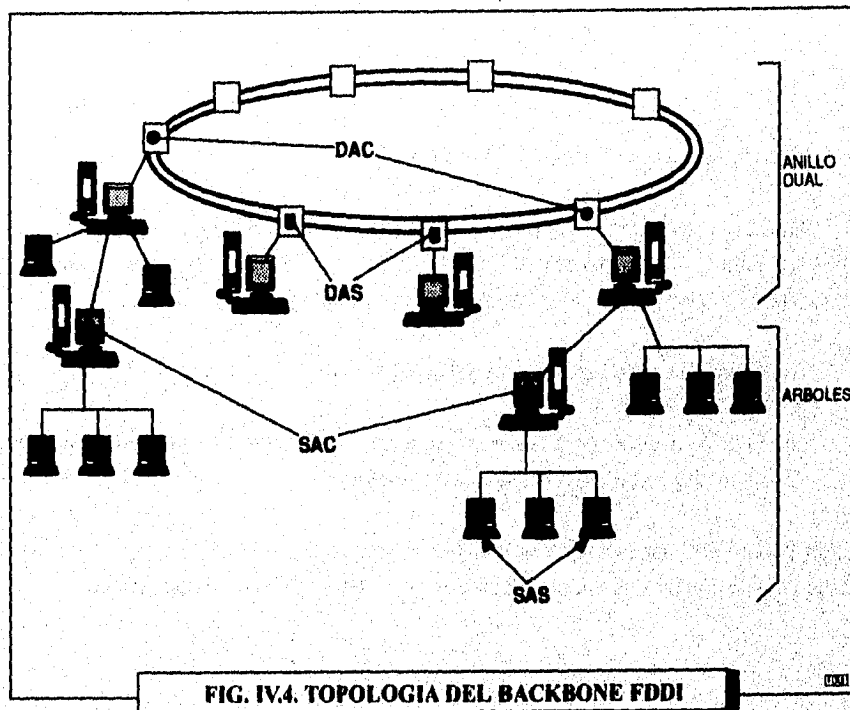 DAC
ANILLO
DUAL
DAS
ARBOLES
SAC
SAS
FIG. IV.4. TOPOLOGIA DEL BACKBONE FDDI